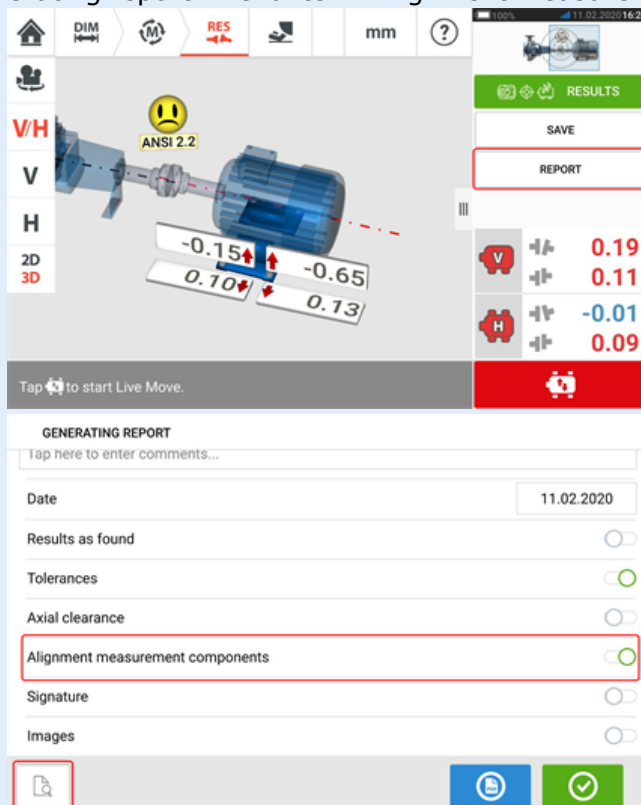 DIM
M
RES
mm
?
100%
11.02.2020 16:2
RESULTS
SAVE
REPORT
V/H
V
H
2D
3D
ANSI 2.2
-0.15
-0.65
0.10
0.13
V
0.19
0.11
H
-0.01
0.09
Tap to start Live Move.
GENERATING REPORT
Tap here to enter comments...
Date
11.02.2020
Results as found
Tolerances
Axial clearance
Alignment measurement components
Signature
Images